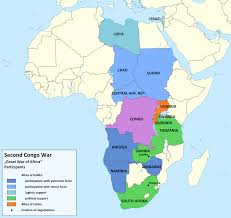 ISRAEL
LIBYA
CHAD
SUDAN
CENTRAL AFR. REP.
UGANDA
RWANDA
BURUNDI
CONGO
TANZANIA
ANGOLA
ZAMBIA
NAMIBIA
ZIMBABWE
SOUTH AFRICA
Second Congo War
„Great War of Africa"
Participants
Allies of Kabila
participation with extensive forces
participation with minor forces
logistic support
political support
Allies of rebels
location of negotiations